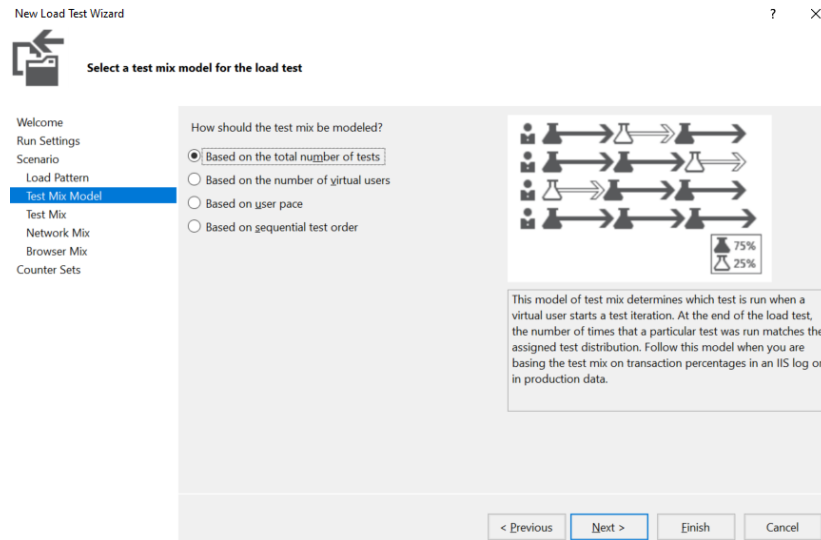 New Load Test Wizard
?
Select a test mix model for the load test
Welcome
Run Settings
Scenario
Load Pattern
Test Mix Model
Test Mix
Network Mix
Browser Mix
Counter Sets
How should the test mix be modeled?
Based on the total number of tests
Based on the number of virtual users
Based on user pace
Based on sequential test order
75%
25%
This model of test mix determines which test is run when a
virtual user starts a test iteration. At the end of the load test,
the number of times that a particular test was run matches the
assigned test distribution. Follow this model when you are
basing the test mix on transaction percentages in an IIS log or
in production data.
< Previous
Next >
Finish
Cancel